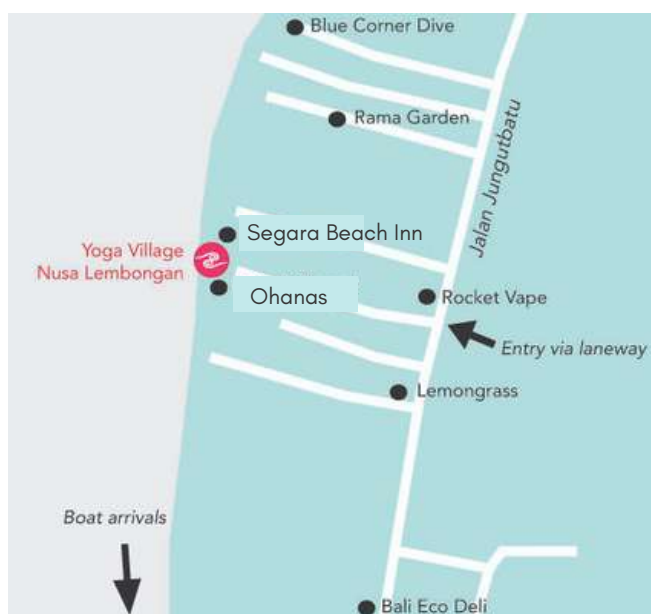 Blue Corner Dive
Rama Garden
Jalan Jungutbatu
Segara Beach Inn
Yoga Village
Nusa Lembongan
Ohanas
Rocket Vape
Entry via laneway
Lemongrass
Boat arrivals
Bali Eco Deli